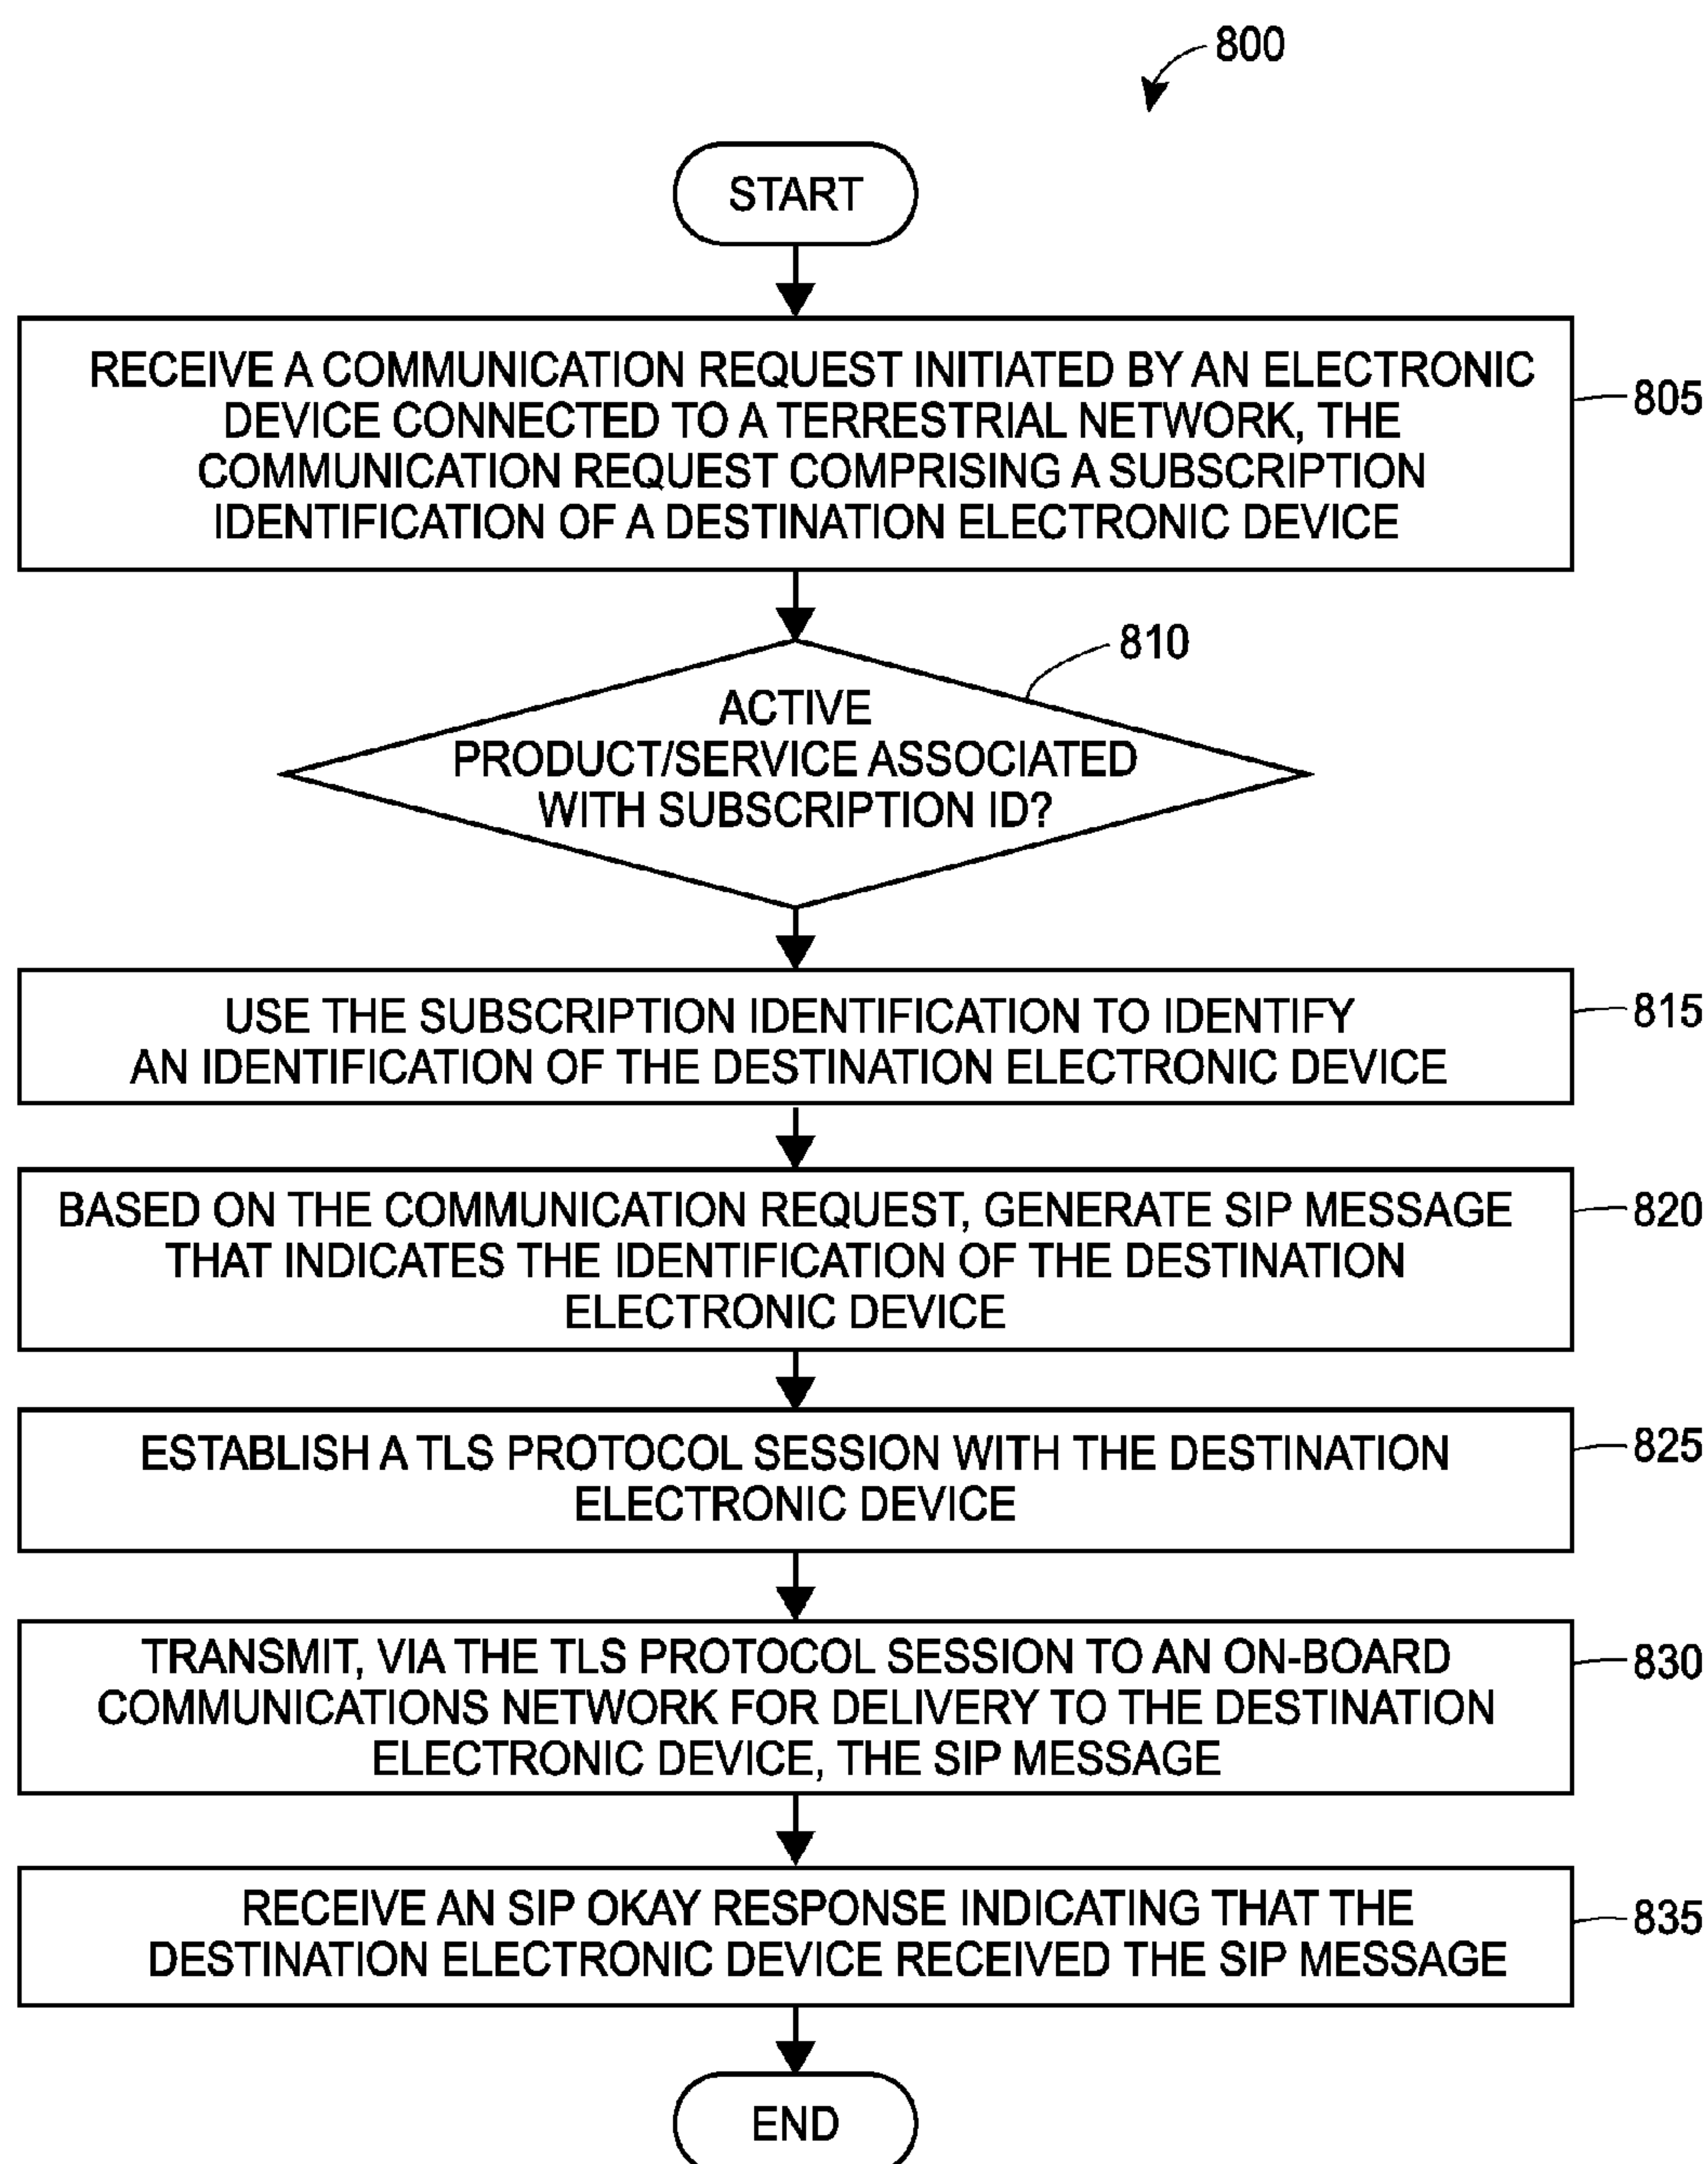 800
START
RECEIVE A COMMUNICATION REQUEST INITIATED BY AN ELECTRONIC
DEVICE CONNECTED TO A TERRESTRIAL NETWORK, THE
COMMUNICATION REQUEST COMPRISING A SUBSCRIPTION
IDENTIFICATION OF A DESTINATION ELECTRONIC DEVICE
805
810
ACTIVE
PRODUCT/SERVICE ASSOCIATED
WITH SUBSCRIPTION ID?
USE THE SUBSCRIPTION IDENTIFICATION TO IDENTIFY
AN IDENTIFICATION OF THE DESTINATION ELECTRONIC DEVICE
815
BASED ON THE COMMUNICATION REQUEST, GENERATE SIP MESSAGE
THAT INDICATES THE IDENTIFICATION OF THE DESTINATION
ELECTRONIC DEVICE
820
ESTABLISH A TLS PROTOCOL SESSION WITH THE DESTINATION
ELECTRONIC DEVICE
825
TRANSMIT, VIA THE TLS PROTOCOL SESSION TO AN ON-BOARD
COMMUNICATIONS NETWORK FOR DELIVERY TO THE DESTINATION
ELECTRONIC DEVICE, THE SIP MESSAGE
830
RECEIVE AN SIP OKAY RESPONSE INDICATING THAT THE
DESTINATION ELECTRONIC DEVICE RECEIVED THE SIP MESSAGE
835
END